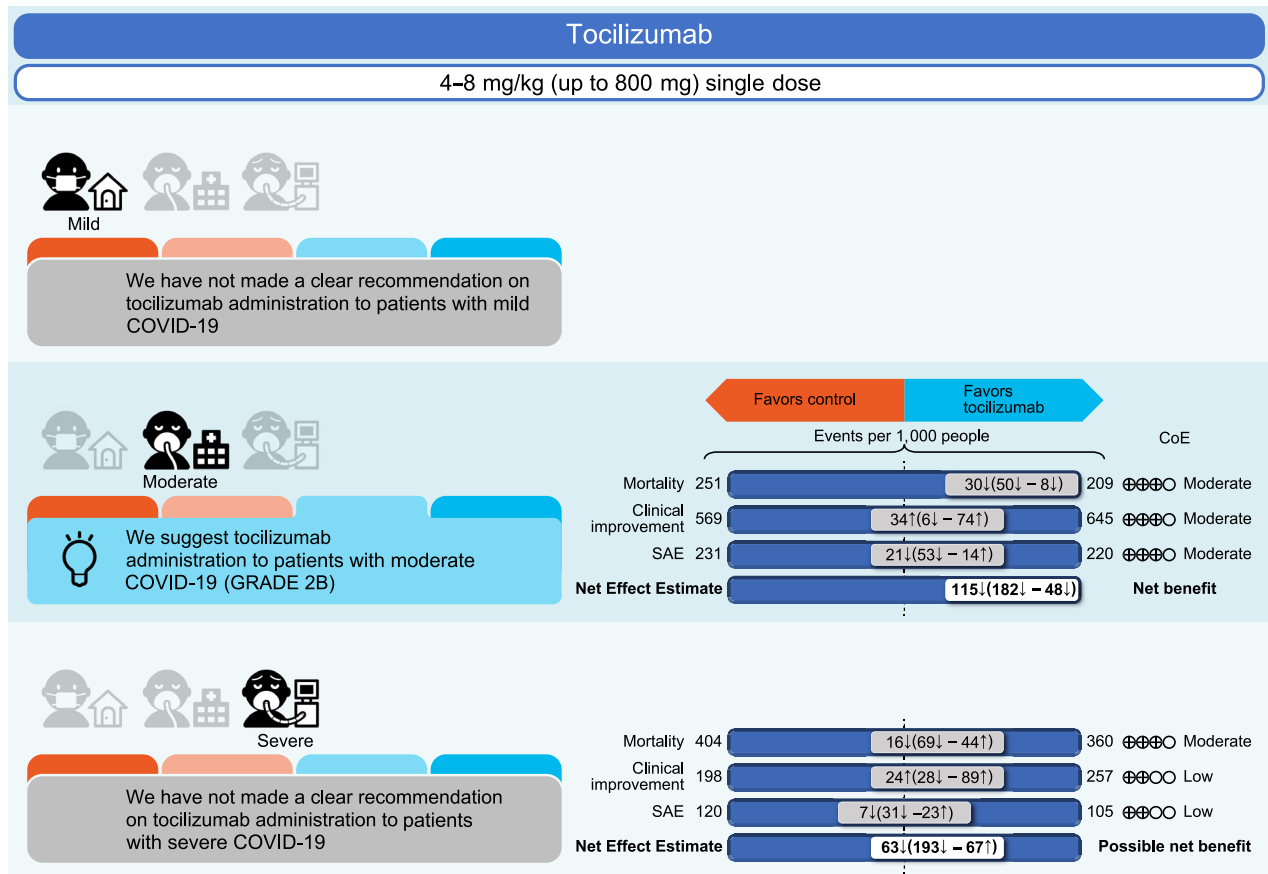 Tocilizumab
4–8 mg/kg (up to 800 mg) single dose
Mild
We have not made a clear recommendation on
tocilizumab administration to patients with mild
COVID-19
Favors control
Favors
tocilizumab
Events per 1,000 people
CoE
Moderate
We suggest tocilizumab
administration to patients with moderate
COVID-19 (GRADE 2B)
Mortality 251 30↓(50↓ – 8↓) 209 ⊕⊕⊕○ Moderate
Clinical
improvement 569 34↑(6↓ – 74↑) 645 ⊕⊕⊕○ Moderate
SAE 231 21↓(53↓ – 14↑) 220 ⊕⊕⊕○ Moderate
Net Effect Estimate 115↓(182↓ – 48↓) Net benefit
Severe
We have not made a clear recommendation
on tocilizumab administration to patients
with severe COVID-19
Mortality 404 16↓(69↓ – 44↑) 360 ⊕⊕⊕○ Moderate
Clinical
improvement 198 24↑(28↓ – 89↑) 257 ⊕⊕○○ Low
SAE 120 7↓(31↓ –23↑) 105 ⊕⊕○○ Low
Net Effect Estimate 63↓(193↓ – 67↑) Possible net benefit